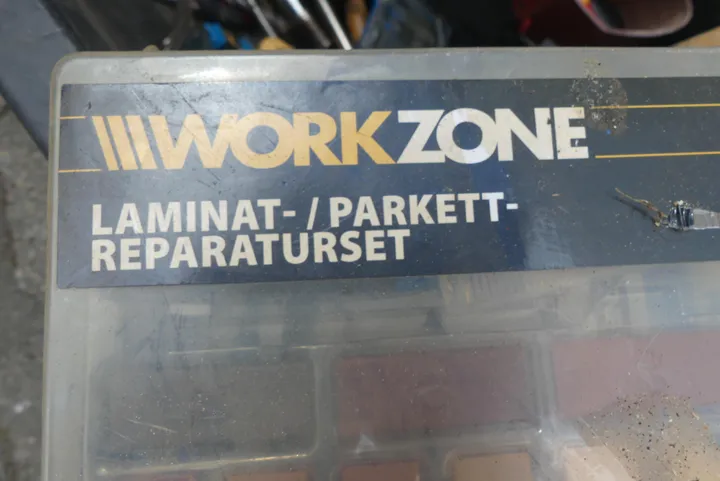 WORKZONE
LAMINAT- / PARKETT-
REPARATURSET